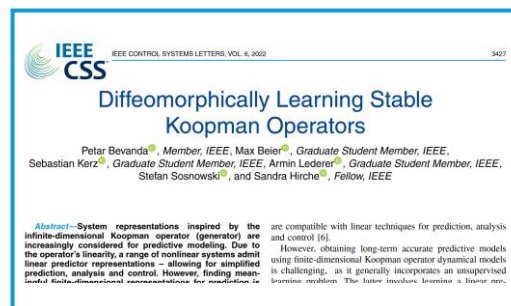 IEEE
CSS
IEEE CONTROL SYSTEMS LETTERS, VOL. 6, 2022
3427
Diffeomorphically Learning Stable
Koopman Operators
Petar Bevanda, Member, IEEE, Max Beier, Graduate Student Member, IEEE,
Sebastian Kerz, Graduate Student Member, IEEE, Armin Lederer, Graduate Student Member, IEEE,
Stefan Sosnowski, and Sandra Hirche, Fellow, IEEE
Abstract—System representations inspired by the
infinite-dimensional Koopman operator (generator) are
increasingly considered for predictive modeling. Due to
the operator's linearity, a range of nonlinear systems admit
linear predictor representations – allowing for simplified
prediction, analysis and control. However, finding mean-
ingful finite-dimensional representations for prediction is
are compatible with linear techniques for prediction, analysis
and control [6].
However, obtaining long-term accurate predictive models
using finite-dimensional Koopman operator dynamical models
is challenging, as it generally incorporates an unsupervised
learning problem. The latter involves learning a linear pre-